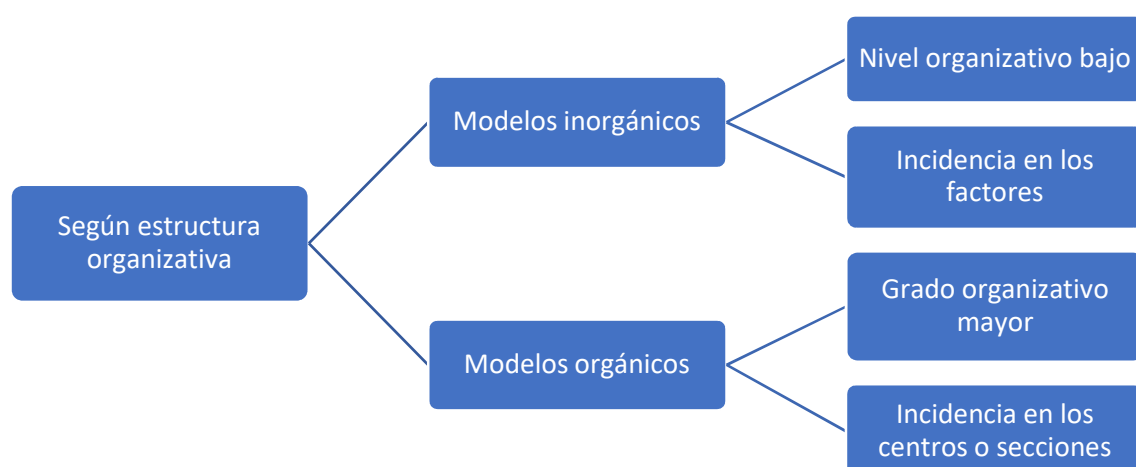 Según estructura
organizativa
Modelos inorgánicos
Nivel organizativo bajo
Incidencia en los
factores
Modelos orgánicos
Grado organizativo
mayor
Incidencia en los
centros o secciones